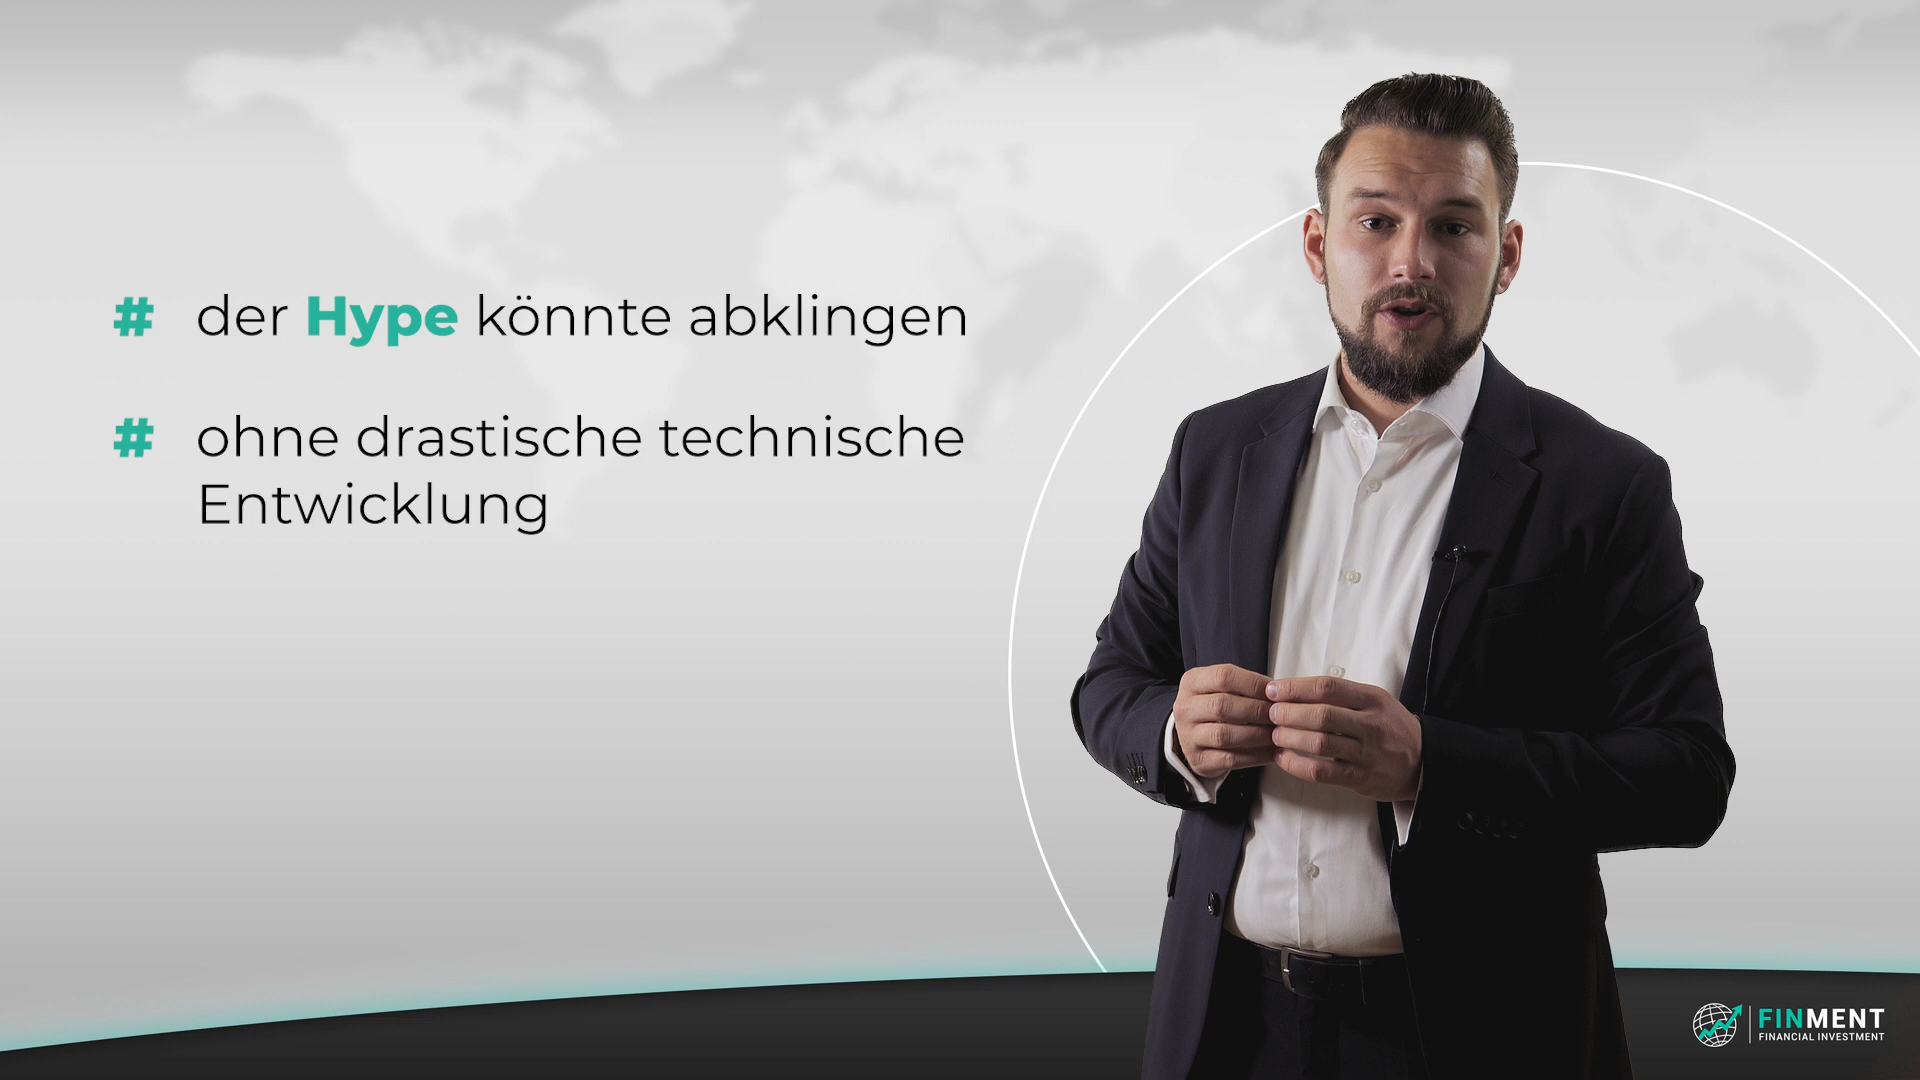 # der Hype könnte abklingen
# ohne drastische technische
Entwicklung
FINMENT
FINANCIAL INVESTMENT